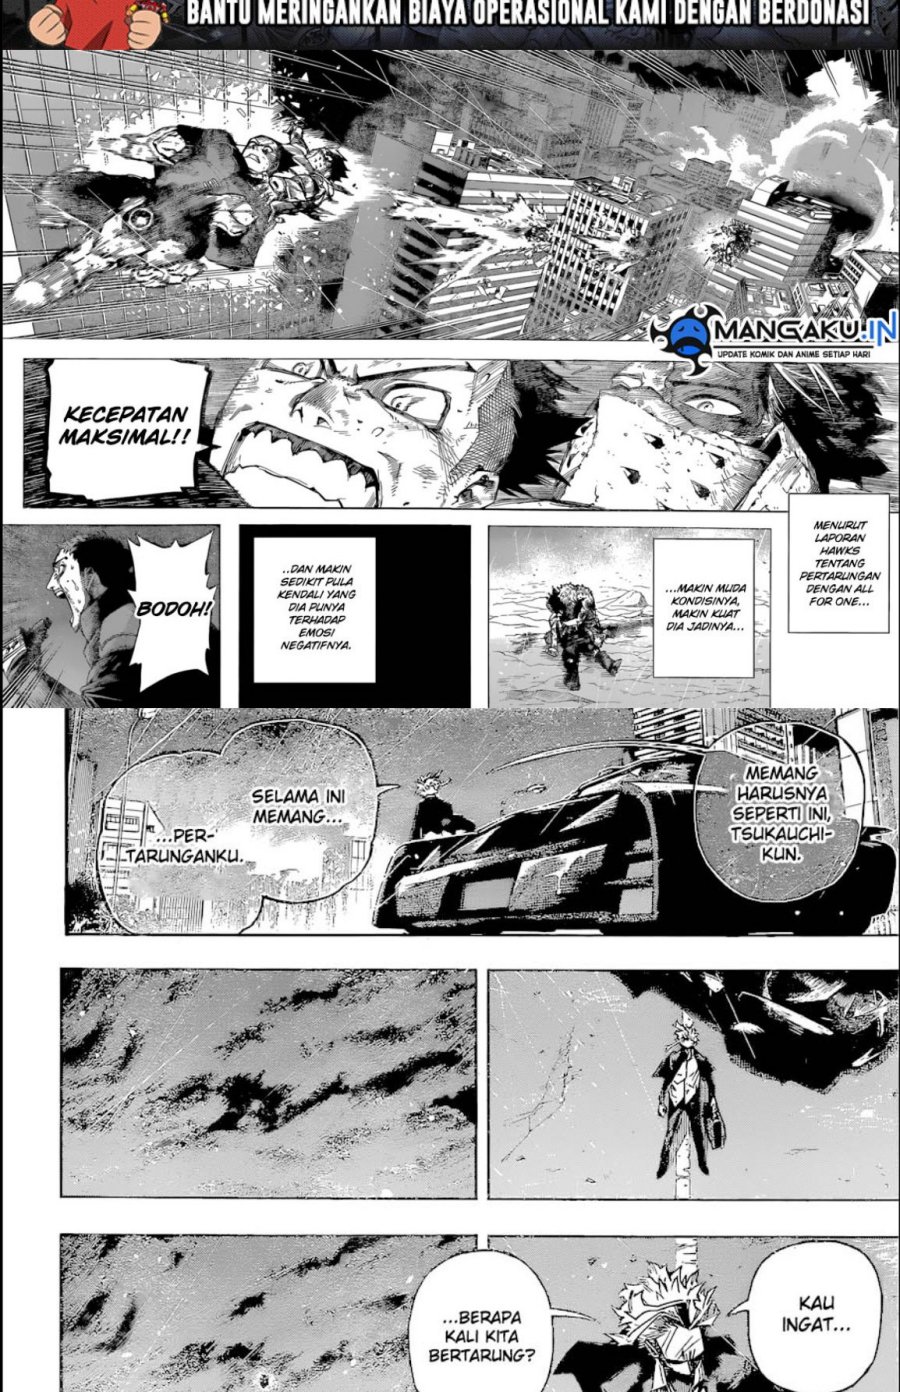 BANTU MERINGANKAN BIAYA OPERASIONAL KAMI DENGAN BERDONASI
MANGAKU.IN
UPDATE KOMIK DAN ANIME SETIAP HARI
KECEPATAN
MAKSIMAL!!
MENURUT
LAPORAN
HAWKS
TENTANG
PERTARUNGAN
DENGAN ALL
FOR ONE...
...MAKIN MUDA
KONDISINYA,
MAKIN KUAT
DIA JADINYA...
..DAN MAKIN
SEDIKIT PULA
KENDALI YANG
DIA PUNYA
TERHADAP
EMOSI
NEGATIFNYA.
BODOH!
MEMANG
HARUSNYA
SEPERTI INI,
TSUKAUCHI-
KUN.
SELAMA INI
MEMANG...
...PER-
TARUNGANKU.
KAU
INGAT...
...BERAPA
KALI KITA
BERTARUNG?